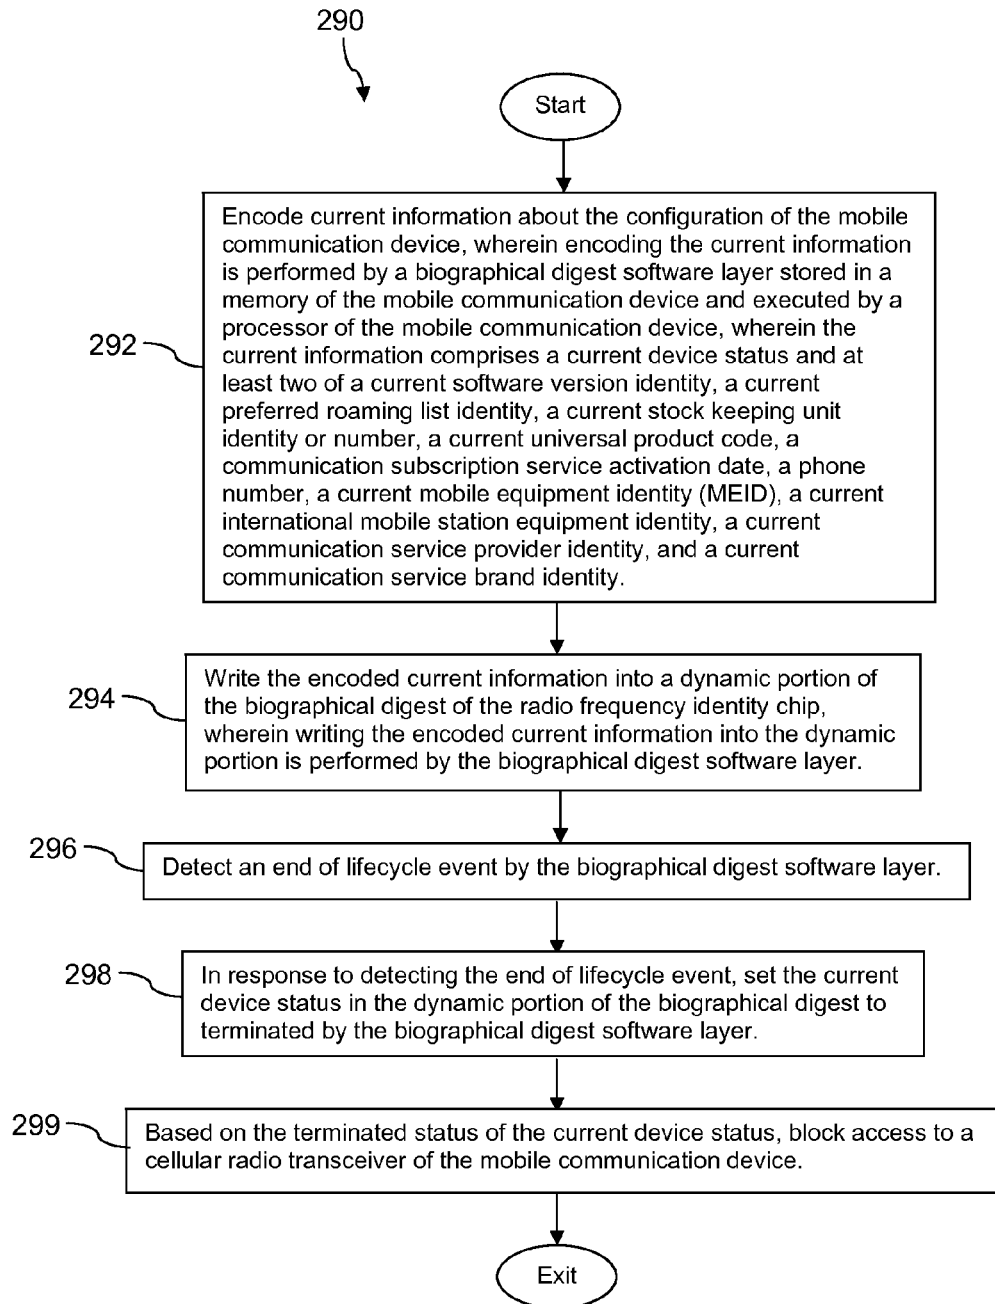 290
Start
292
Encode current information about the configuration of the mobile
communication device, wherein encoding the current information
is performed by a biographical digest software layer stored in a
memory of the mobile communication device and executed by a
processor of the mobile communication device, wherein the
current information comprises a current device status and at
least two of a current software version identity, a current
preferred roaming list identity, a current stock keeping unit
identity or number, a current universal product code, a
communication subscription service activation date, a phone
number, a current mobile equipment identity (MEID), a current
international mobile station equipment identity, a current
communication service provider identity, and a current
communication service brand identity.
294
Write the encoded current information into a dynamic portion of
the biographical digest of the radio frequency identity chip,
wherein writing the encoded current information into the dynamic
portion is performed by the biographical digest software layer.
296
Detect an end of lifecycle event by the biographical digest software layer.
298
In response to detecting the end of lifecycle event, set the current
device status in the dynamic portion of the biographical digest to
terminated by the biographical digest software layer.
299
Based on the terminated status of the current device status, block access to a
cellular radio transceiver of the mobile communication device.
Exit